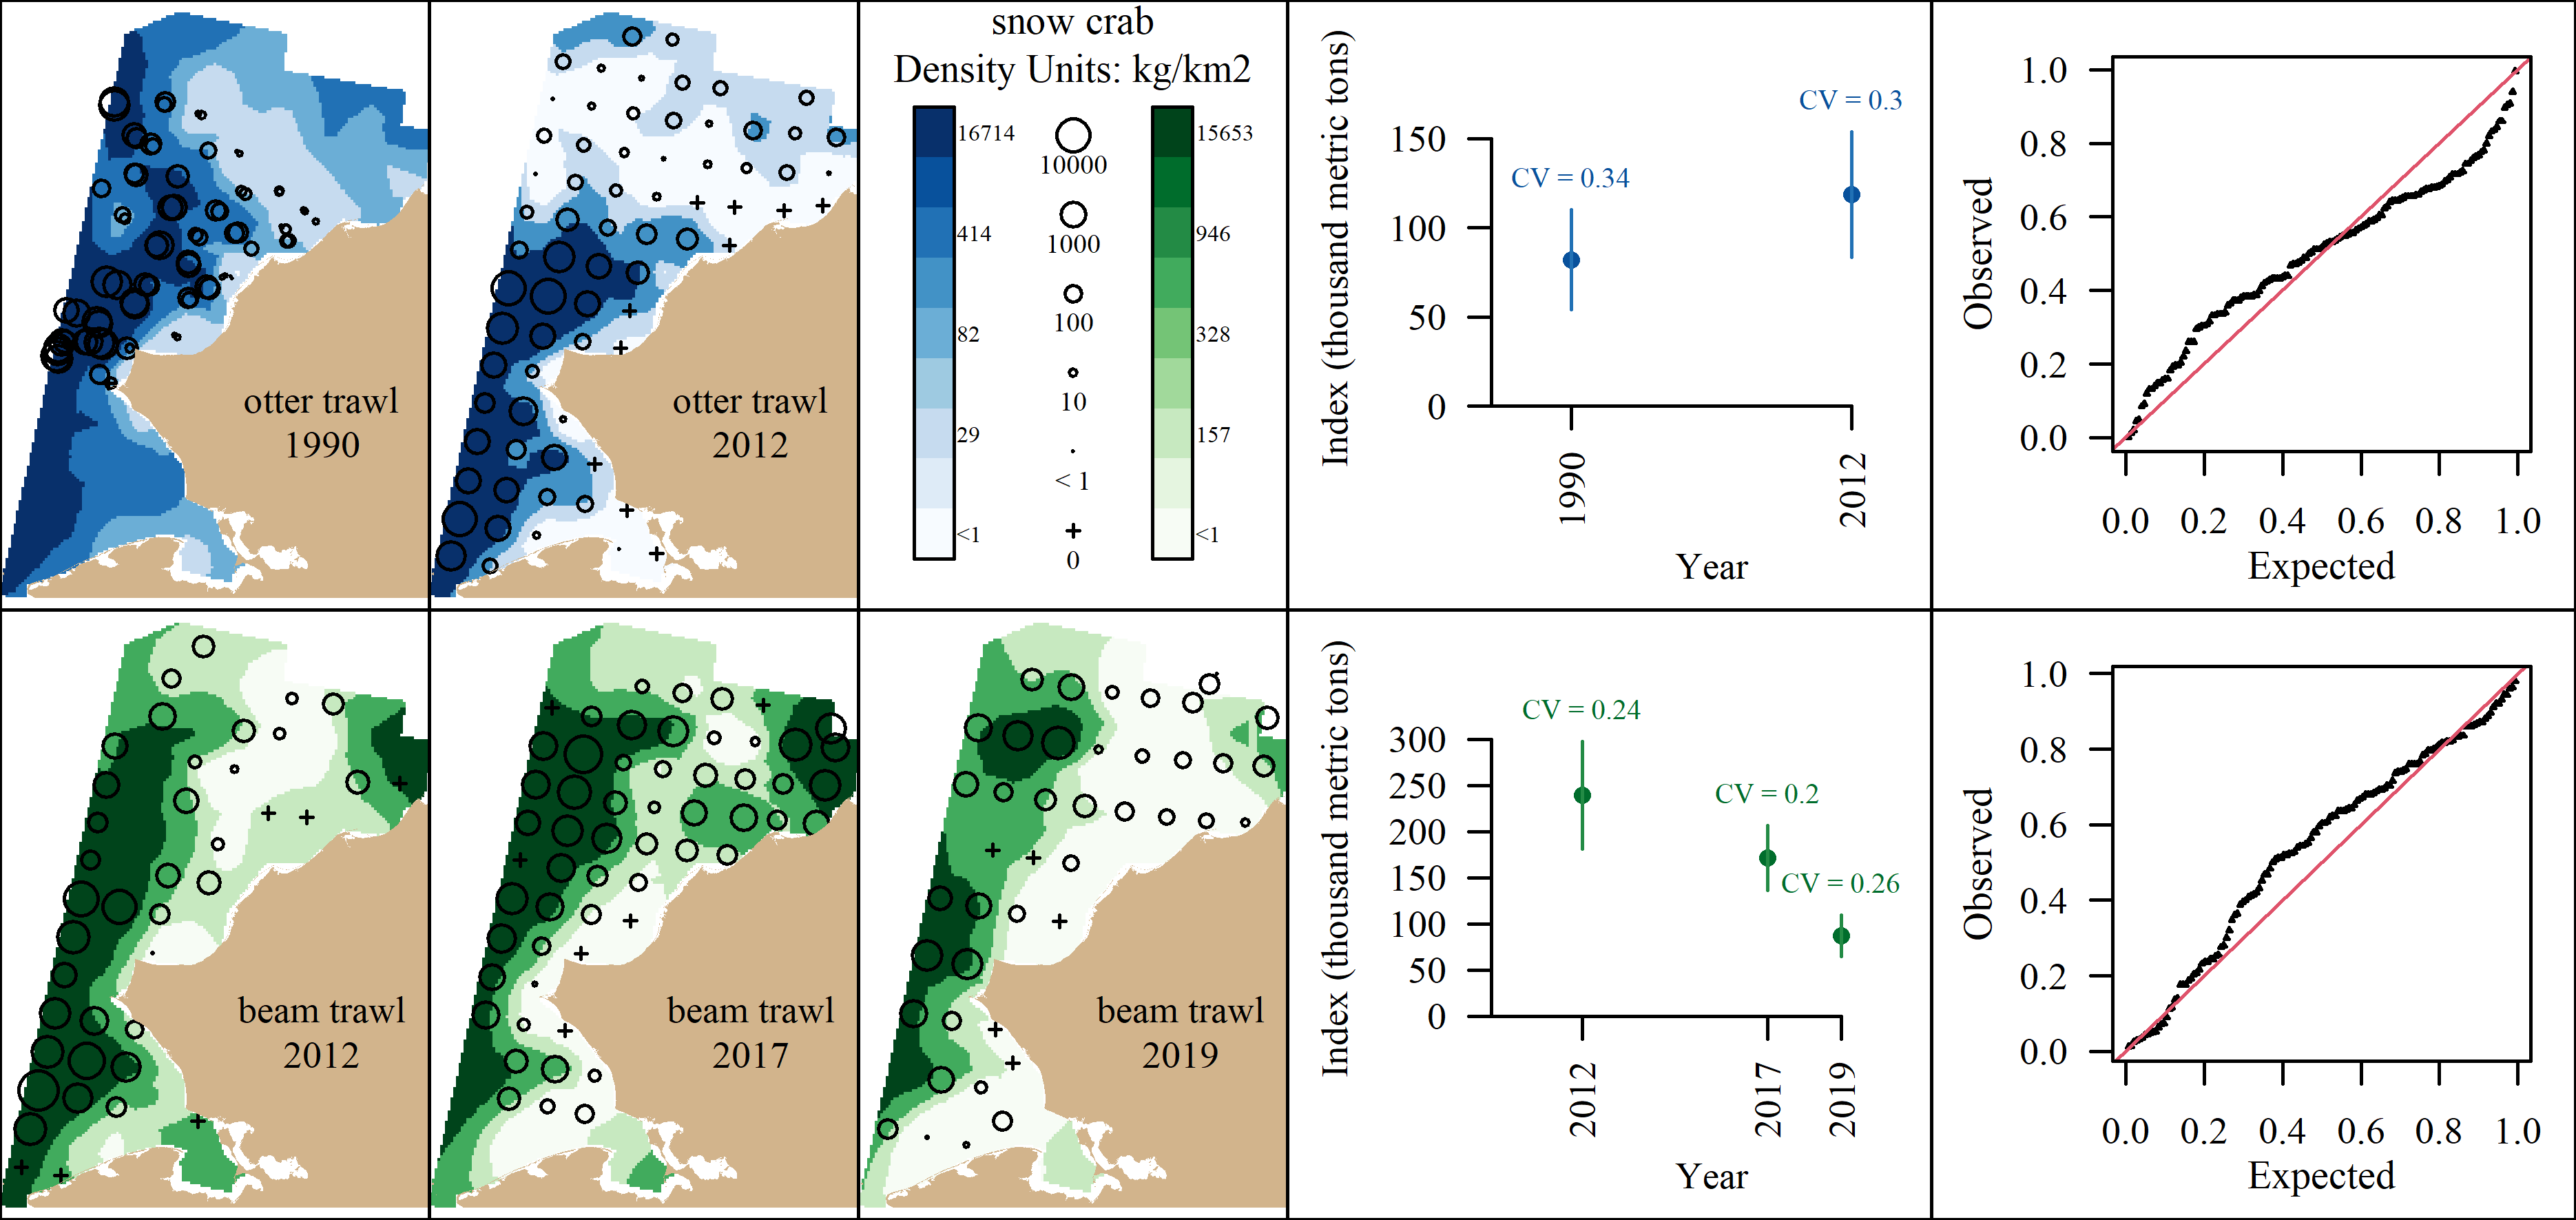 otter trawl
1990
otter trawl
2012
snow crab
Density Units: kg/km2
16714
414
82
29
<1
10000
1000
100
10
< 1
0
15653
946
328
157
<1
Index (thousand metric tons)
150
100
50
0
CV = 0.34
CV = 0.3
1990
2012
Year
Observed
1.0
0.8
0.6
0.4
0.2
0.0
0.0 0.2 0.4 0.6 0.8 1.0
Expected
beam trawl
2012
beam trawl
2017
beam trawl
2019
Index (thousand metric tons)
300
250
200
150
100
50
0
CV = 0.24
CV = 0.2
CV = 0.26
2012
2017
2019
Year
Observed
1.0
0.8
0.6
0.4
0.2
0.0
0.0 0.2 0.4 0.6 0.8 1.0
Expected